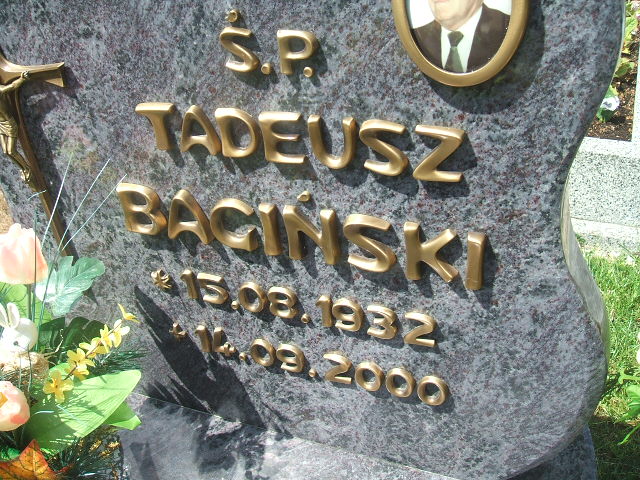 Ś.P.
TADEUSZ
BACIŃSKI
* 15.08.1932
+ 14.09.2000